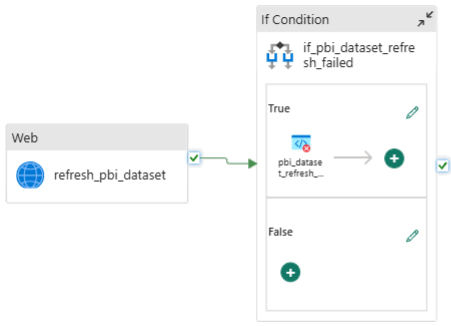 If Condition
if_pbi_dataset_refre
sh_failed
True
Web
refresh_pbi_dataset
pbi_datase
t_refresh_...
False